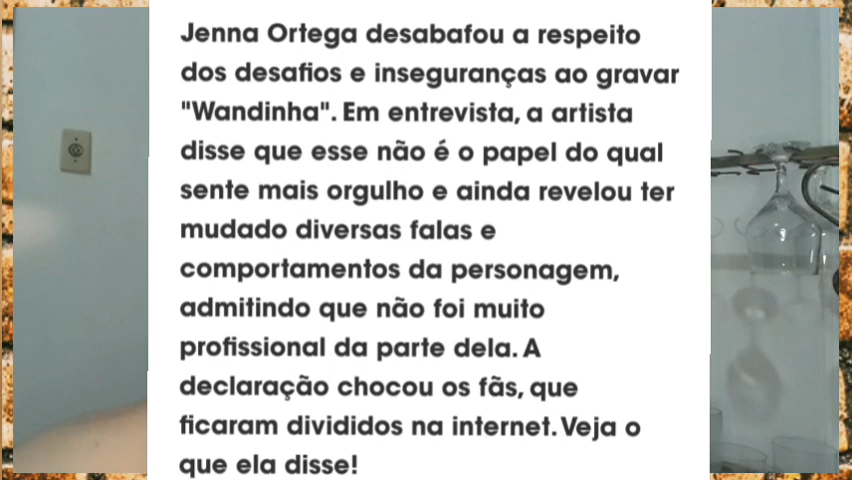 Jenna Ortega desabafou a respeito
dos desafios e inseguranças ao gravar
"Wandinha". Em entrevista, a artista
disse que esse não é o papel do qual
sente mais orgulho e ainda revelou ter
mudado diversas falas e
comportamentos da personagem,
admitindo que não foi muito
profissional da parte dela. A
declaração chocou os fãs, que
ficaram divididos na internet. Veja o
que ela disse!